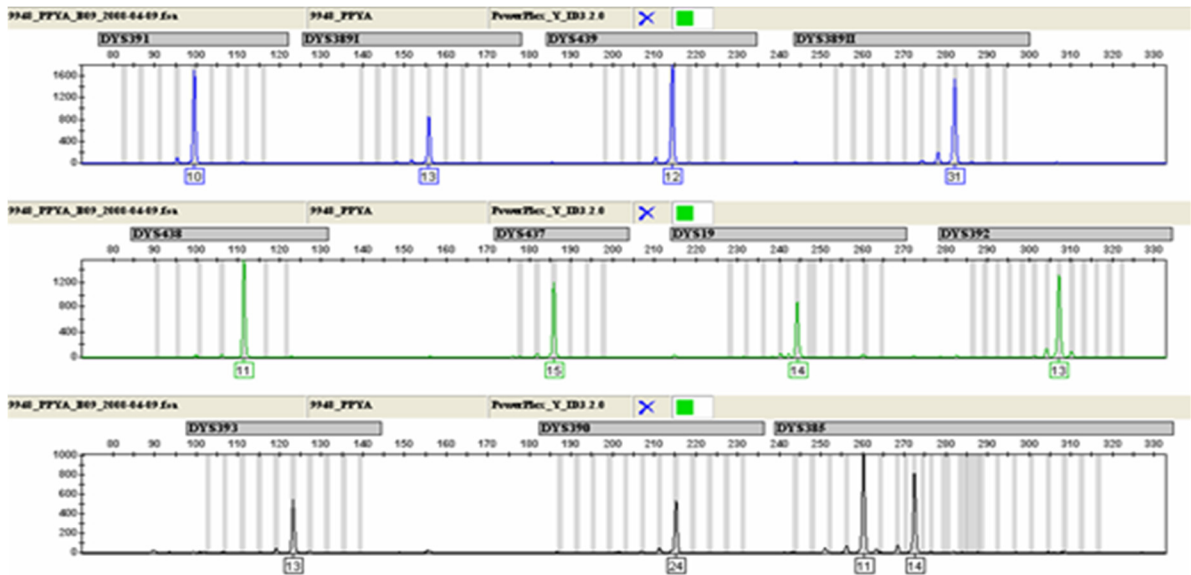 9948_PPYA_B09_2008-04-09.fsa 9948_PPYA PowerPlex_Y_ID3.2.0
DYS391 DYS389I DYS439 DYS389II
80 90 100 110 120 130 140 150 160 170 180 190 200 210 220 230 240 250 260 270 280 290 300 310 320 330
1600
1200
800
400
0
10 13 12 31
9948_PPYA_B09_2008-04-09.fsa 9948_PPYA PowerPlex_Y_ID3.2.0
DYS438 DYS437 DYS19 DYS392
80 90 100 110 120 130 140 150 160 170 180 190 200 210 220 230 240 250 260 270 280 290 300 310 320 330
1200
800
400
0
11 15 14 13
9948_PPYA_B09_2008-04-09.fsa 9948_PPYA PowerPlex_Y_ID3.2.0
DYS393 DYS390 DYS385
80 90 100 110 120 130 140 150 160 170 180 190 200 210 220 230 240 250 260 270 280 290 300 310 320 330
1000
800
600
400
200
0
13 24 11 14